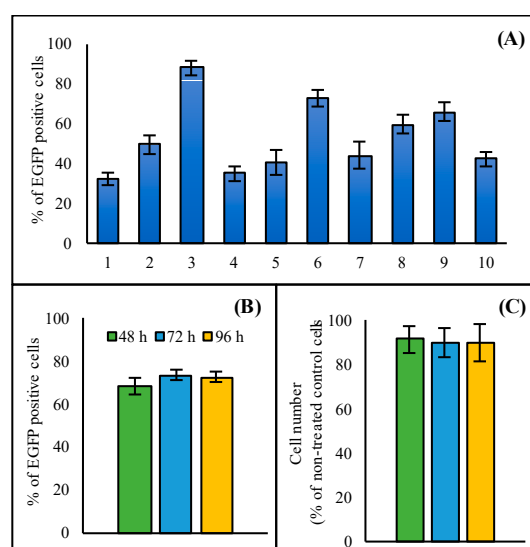 (A)
% of EGFP positive cells
100
80
60
40
20
0
1 2 3 4 5 6 7 8 9 10
(B)
% of EGFP positive cells
100
80
60
40
20
0
48 h 72 h 96 h
(C)
Cell number
(% of non-treated control cells
100
80
60
40
20
0